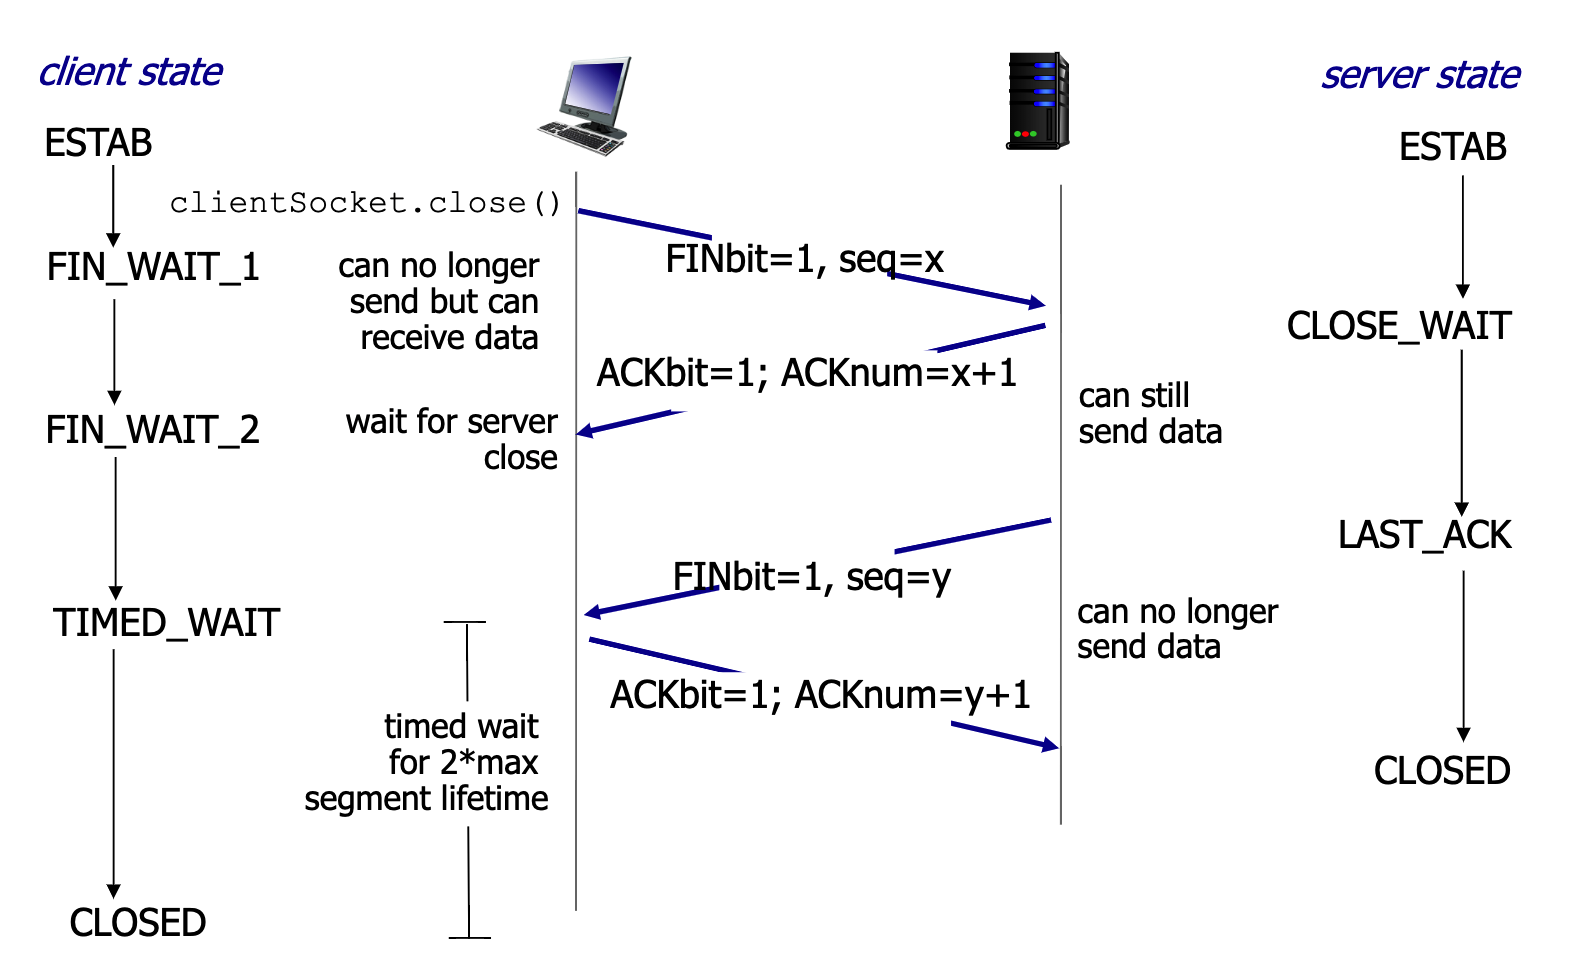 client state
server state
ESTAB
ESTAB
clientSocket.close()
FINbit=1, seq=x
FIN_WAIT_1
can no longer
send but can
receive data
CLOSE_WAIT
ACKbit=1; ACKnum=x+1
can still
send data
FIN_WAIT_2
wait for server
close
LAST_ACK
FINbit=1, seq=y
TIMED_WAIT
can no longer
send data
ACKbit=1; ACKnum=y+1
timed wait
for 2*max
segment lifetime
CLOSED
CLOSED